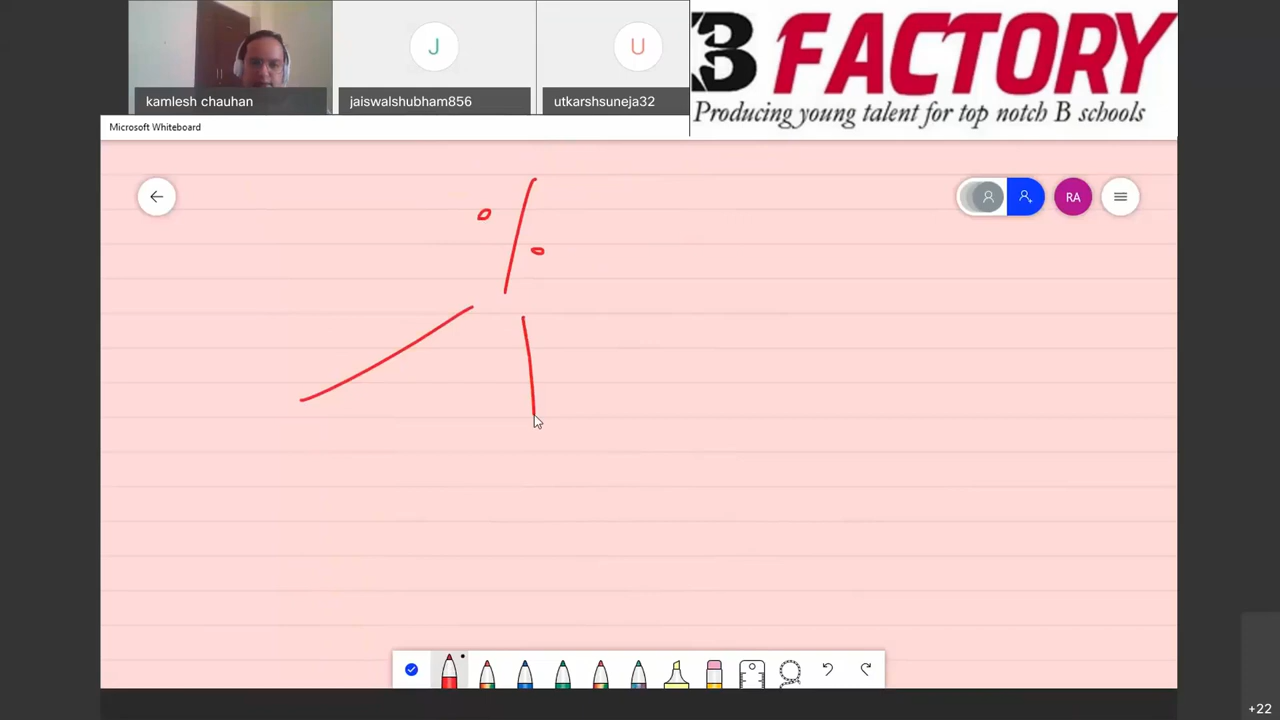 J
U
kamlesh chauhan
jaiswalshubham856
utkarshsuneja32
B FACTORY
Producing young talent for top notch B schools
Microsoft Whiteboard
RA
%
+22